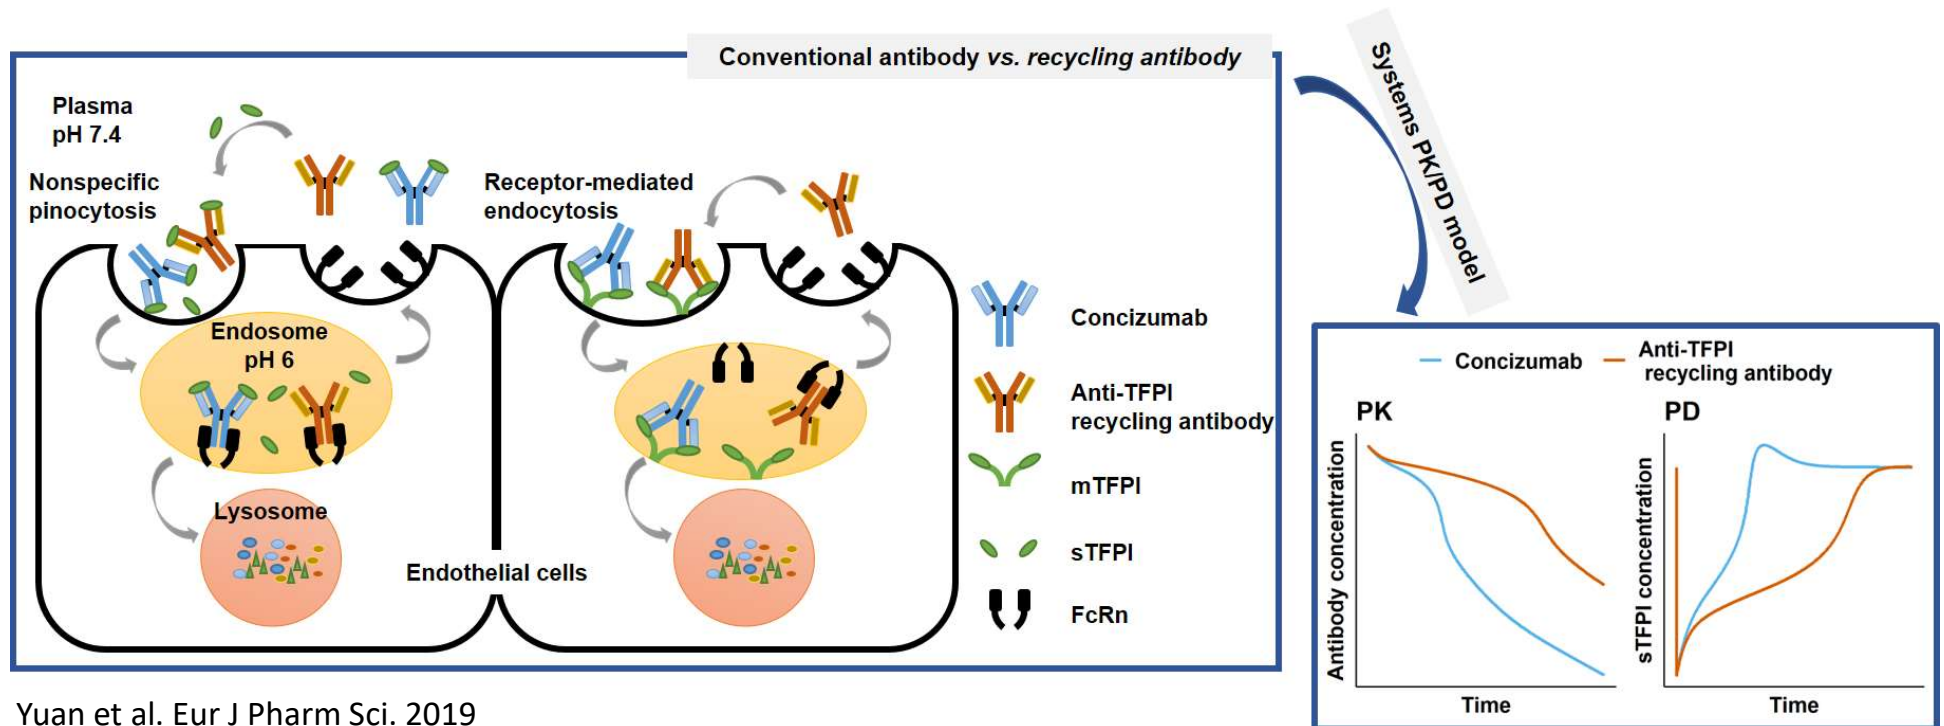 Conventional antibody vs. recycling antibody
Plasma
pH 7.4
Nonspecific
pinocytosis
Receptor-mediated
endocytosis
Endosome
pH 6
Lysosome
Endothelial cells
Concizumab
Anti-TFPI
recycling antibody
mTFPI
sTFPI
FcRn
Systems PK/PD model
Concizumab
Anti-TFPI
recycling antibody
PK
Antibody concentration
Time
PD
sTFPI concentration
Time
Yuan et al. Eur J Pharm Sci. 2019